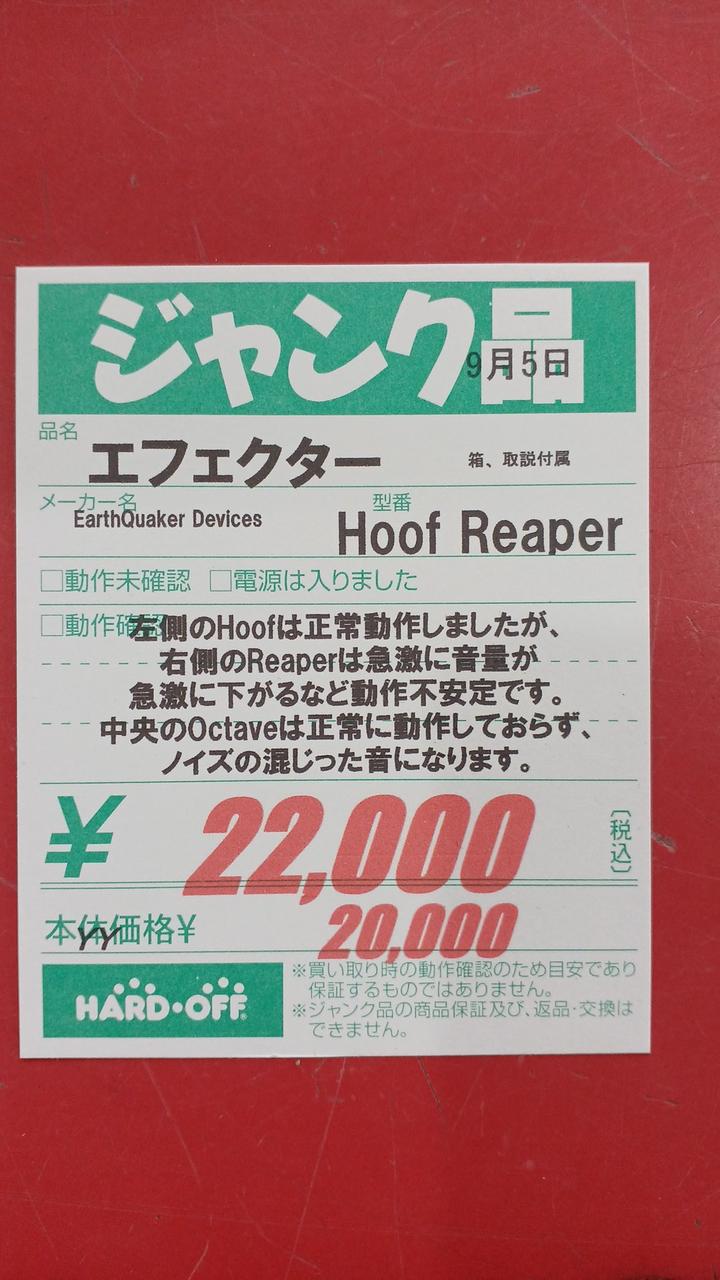 ジャンク品
9月5日
品名
エフェクター 箱、取説付属
メーカー名 型番
EarthQuaker Devices Hoof Reaper
□動作未確認 □電源は入りました
□動作確認
左側のHoofは正常動作しましたが、
右側のReaperは急激に音量が
急激に下がるなど動作不安定です。
中央のOctaveは正常に動作しておらず、
ノイズの混じった音になります。
¥ 22,000 〔税込〕
本体価格¥ 20,000
HARD・OFF
※買い取り時の動作確認のため目安であり
保証するものではありません。
※ジャンク品の商品保証及び、返品・交換は
できません。